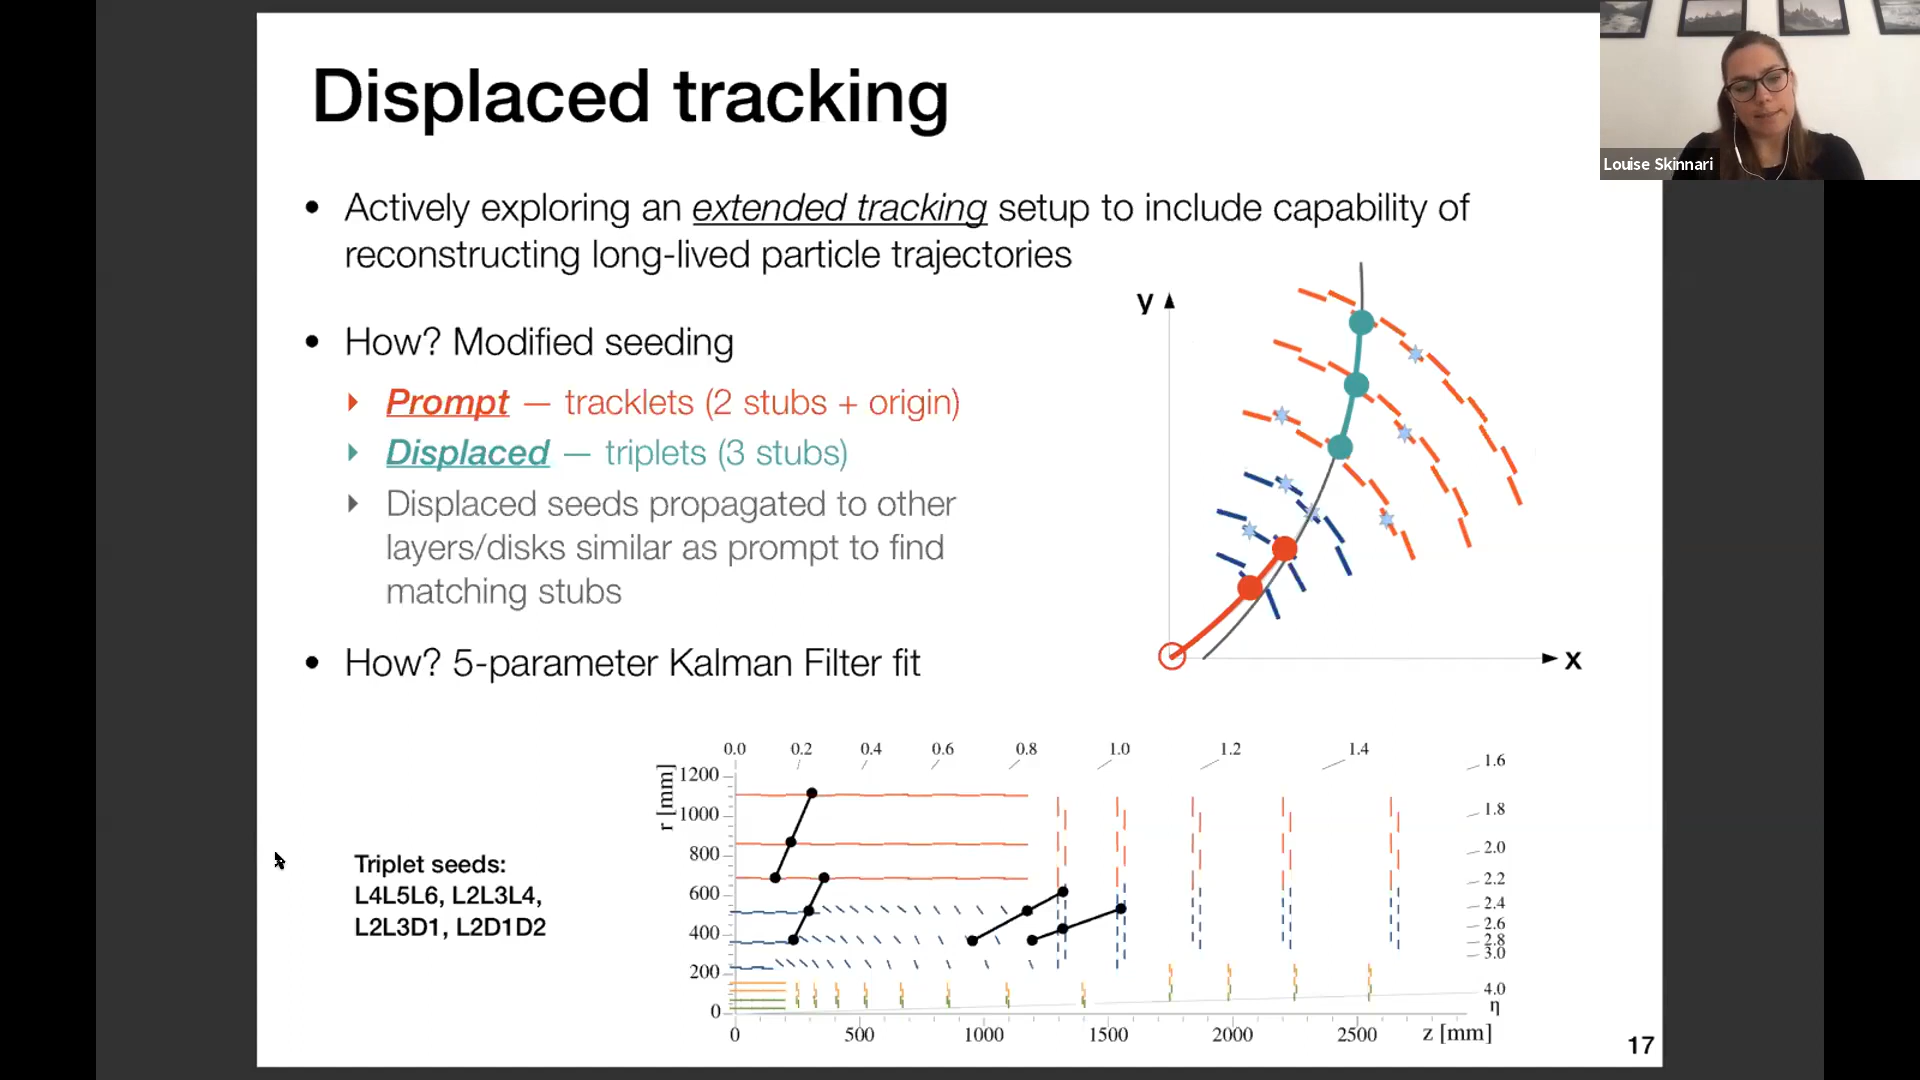 Displaced tracking
Louise Skinnari
• Actively exploring an extended tracking setup to include capability of
reconstructing long-lived particle trajectories
• How? Modified seeding
Prompt — tracklets (2 stubs + origin)
Displaced — triplets (3 stubs)
Displaced seeds propagated to other
layers/disks similar as prompt to find
matching stubs
• How? 5-parameter Kalman Filter fit
y
x
Triplet seeds:
L4L5L6, L2L3L4,
L2L3D1, L2D1D2
0.0 0.2 0.4 0.6 0.8 1.0 1.2 1.4
1.6
1.8
2.0
2.2
2.4
2.6
2.8
3.0
4.0
η
r [mm]
1200
1000
800
600
400
200
0
0 500 1000 1500 2000 2500 z [mm]
17